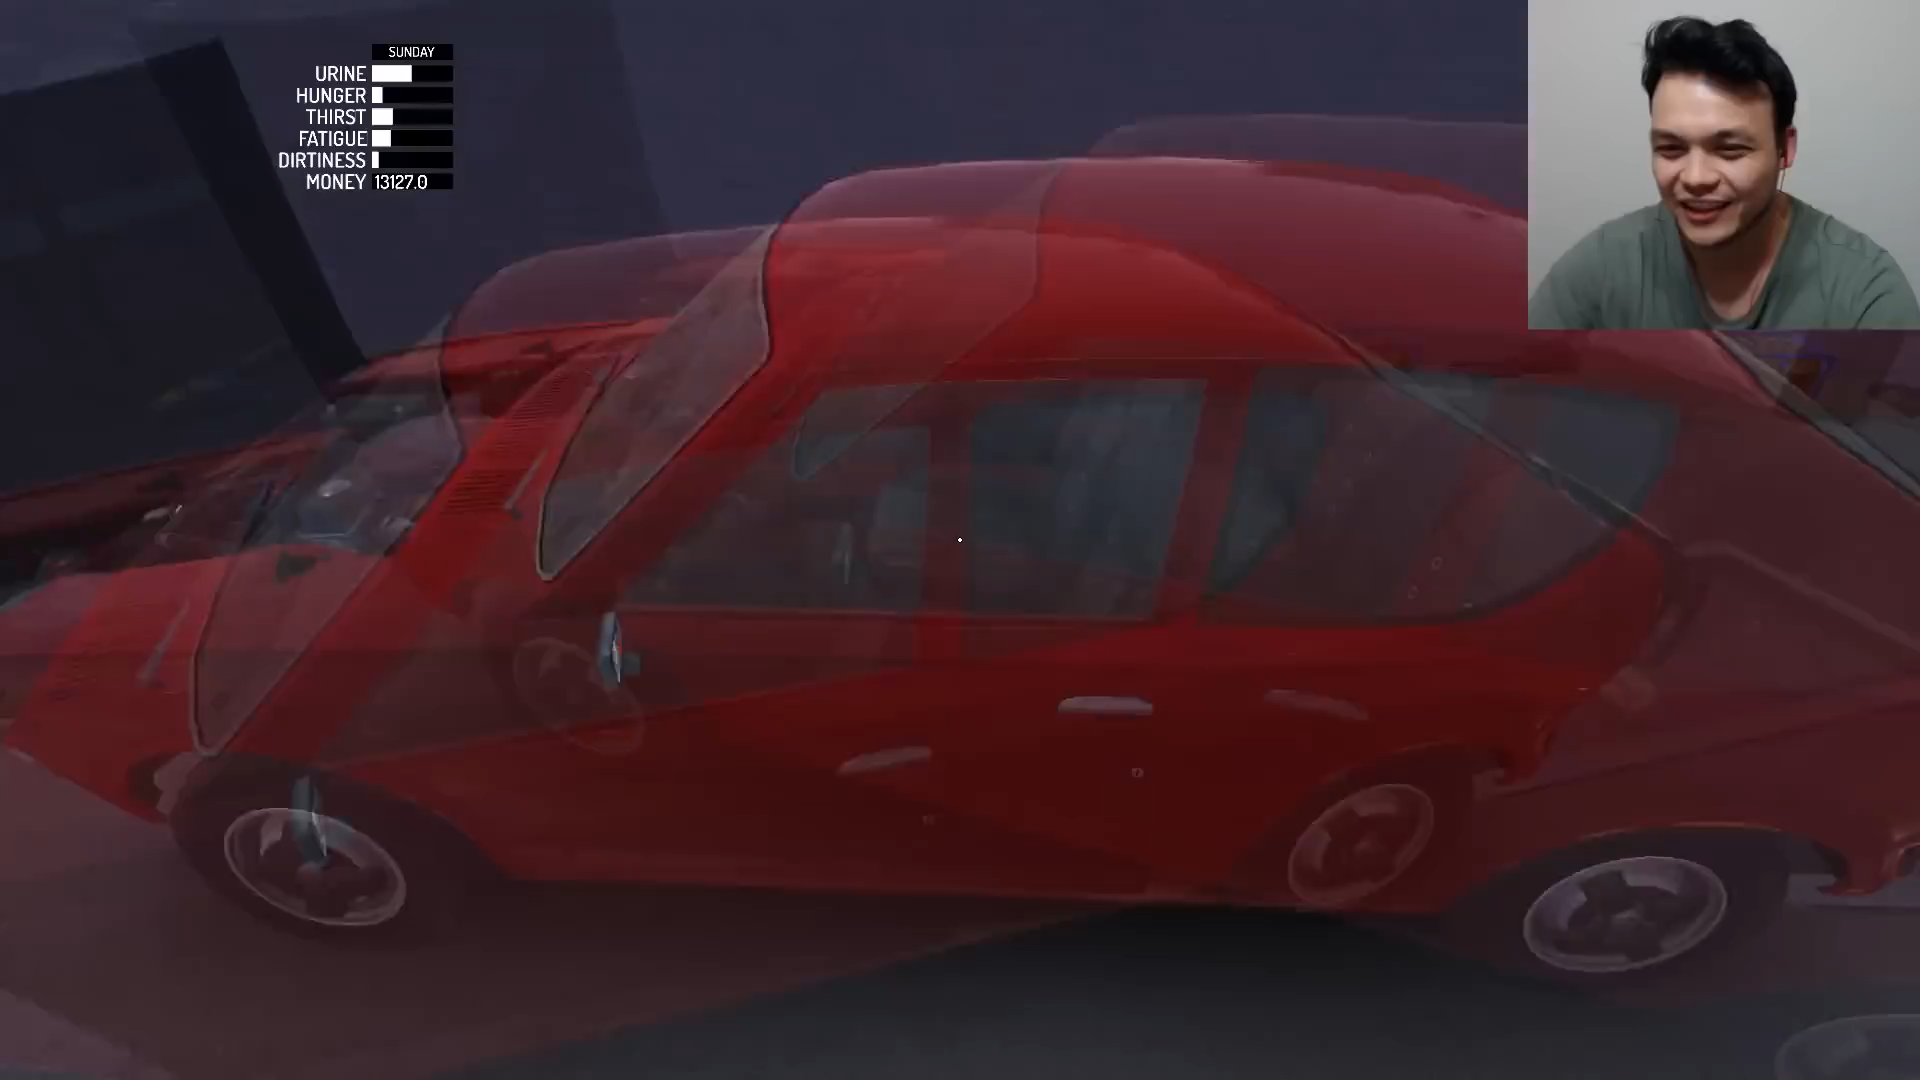 SUNDAY
URINE
HUNGER
THIRST
FATIGUE
DIRTINESS
MONEY 13127.0